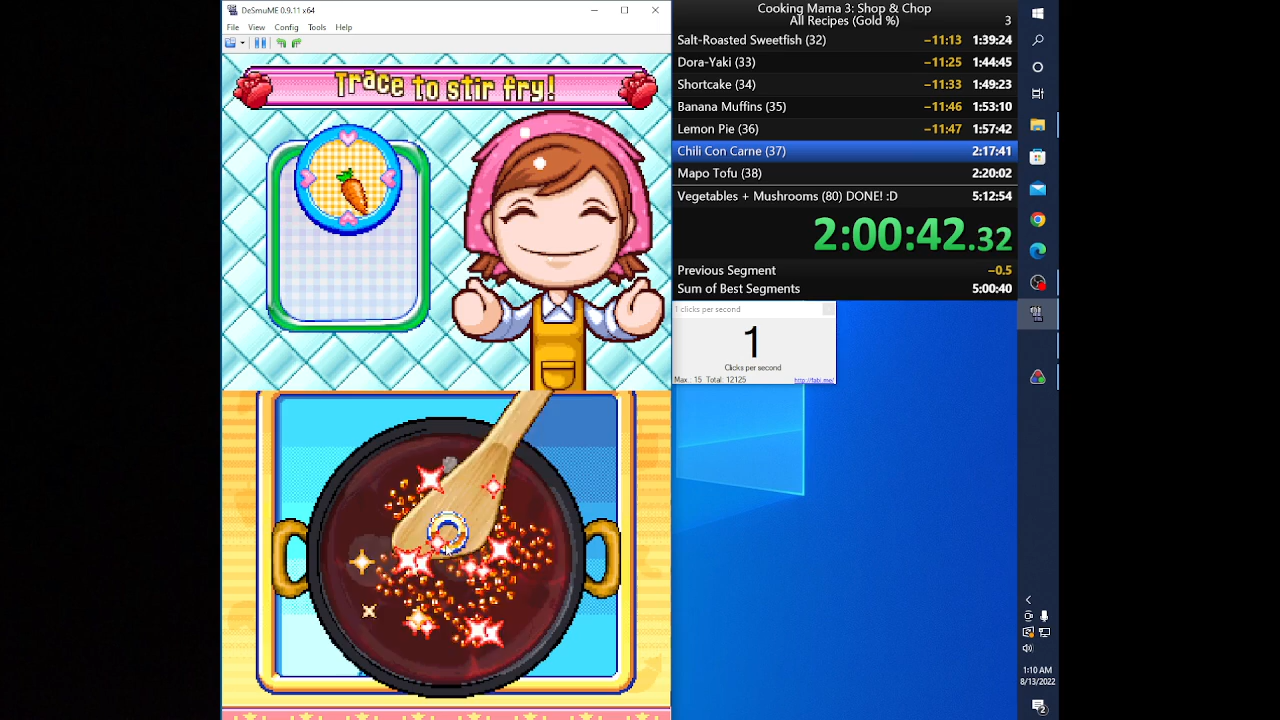 DeSmuME 0.9.11 x64
File View Config Tools Help
Trace to stir fry!
Cooking Mama 3: Shop & Chop
All Recipes (Gold %) 3
Salt-Roasted Sweetfish (32) −11:13 1:39:24
Dora-Yaki (33) −11:25 1:44:45
Shortcake (34) −11:33 1:49:23
Banana Muffins (35) −11:46 1:53:10
Lemon Pie (36) −11:47 1:57:42
Chili Con Carne (37) 2:17:41
Mapo Tofu (38) 2:20:02
Vegetables + Mushrooms (80) DONE! :D 5:12:54
2:00:42.32
Previous Segment −0.5
Sum of Best Segments 5:00:40
1 clicks per second
1
Clicks per second
Max : 15 Total: 12125 http://fabi.me/
1:10 AM
8/13/2022
2